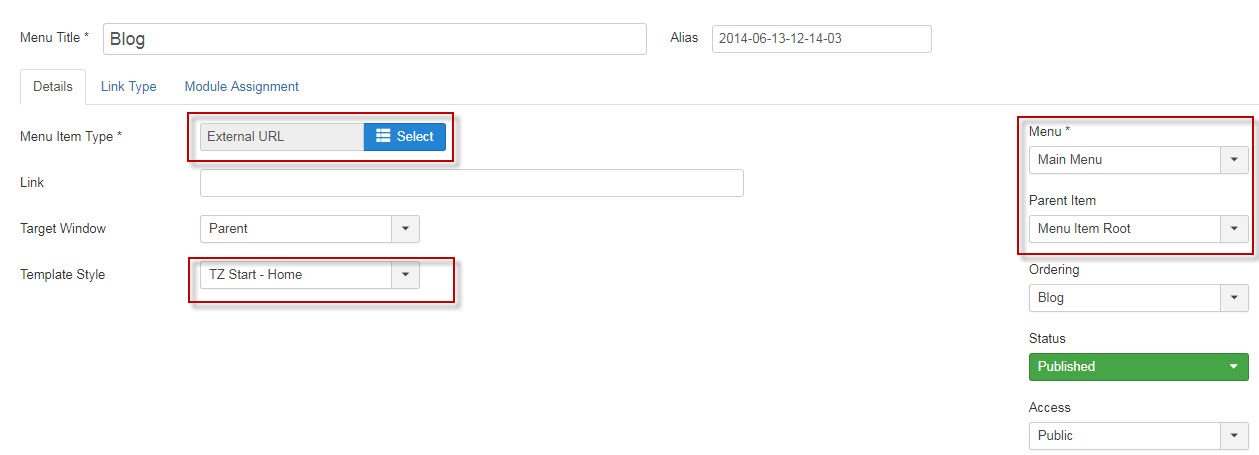 Menu Title * Blog Alias 2014-06-13-12-14-03
Details Link Type Module Assignment
Menu Item Type * External URL Select
Link
Target Window Parent
Template Style TZ Start - Home
Menu *
Main Menu
Parent Item
Menu Item Root
Ordering
Blog
Status
Published
Access
Public